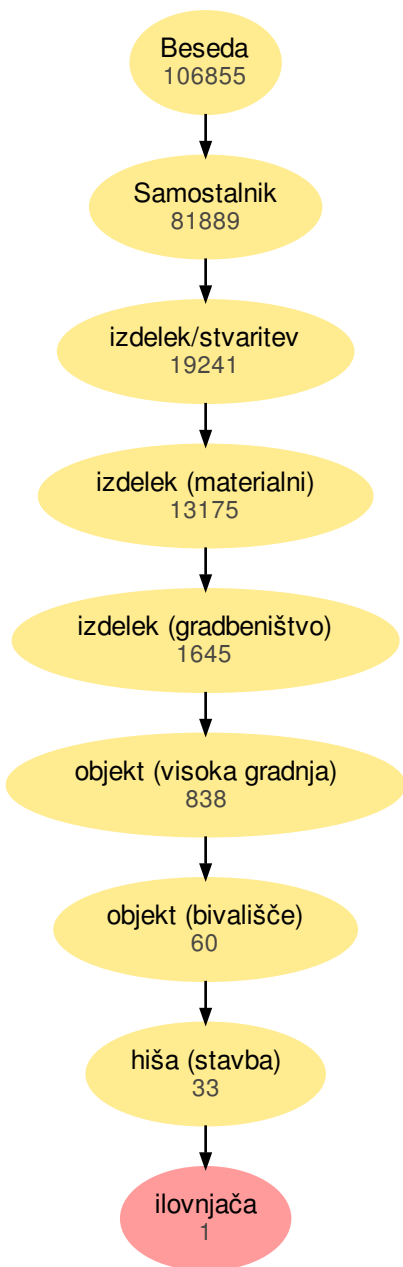 Beseda
106855
Samostalnik
81889
izdelek/stvaritev
19241
izdelek (materialni)
13175
izdelek (gradbeništvo)
1645
objekt (visoka gradnja)
838
objekt (bivališče)
60
hiša (stavba)
33
ilovnjača
1